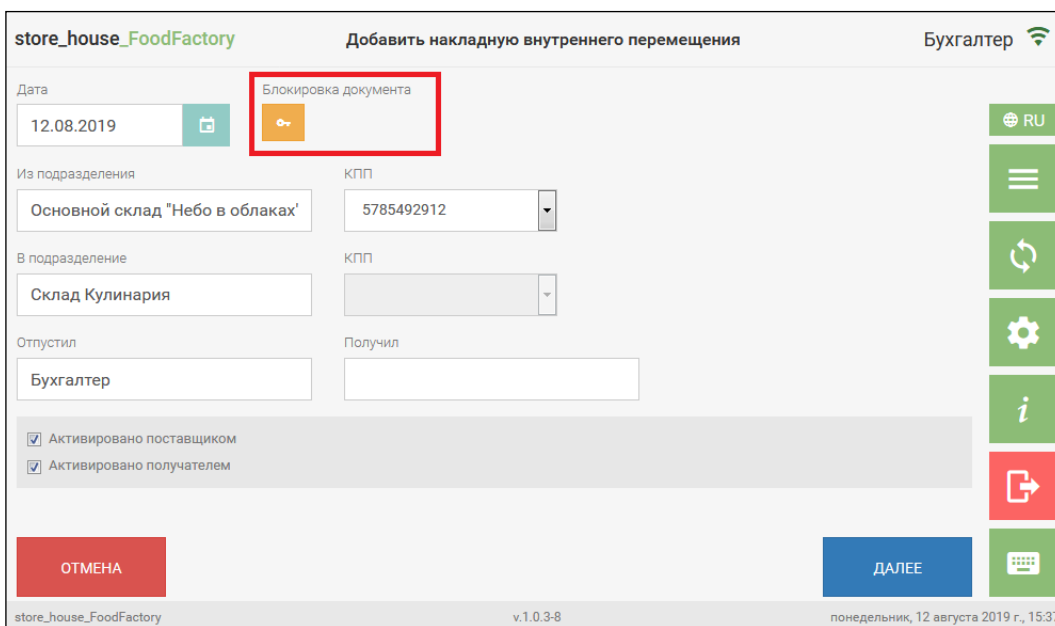 store_house_FoodFactory Добавить накладную внутреннего перемещения Бухгалтер
Дата Блокировка документа
12.08.2019
RU
Из подразделения КПП
Основной склад "Небо в облаках" 5785492912
В подразделение КПП
Склад Кулинария
Отпустил Получил
Бухгалтер
i
Активировано поставщиком
Активировано получателем
ОТМЕНА ДАЛЕЕ
store_house_FoodFactory v.1.0.3-8 понедельник, 12 августа 2019 г., 15:37